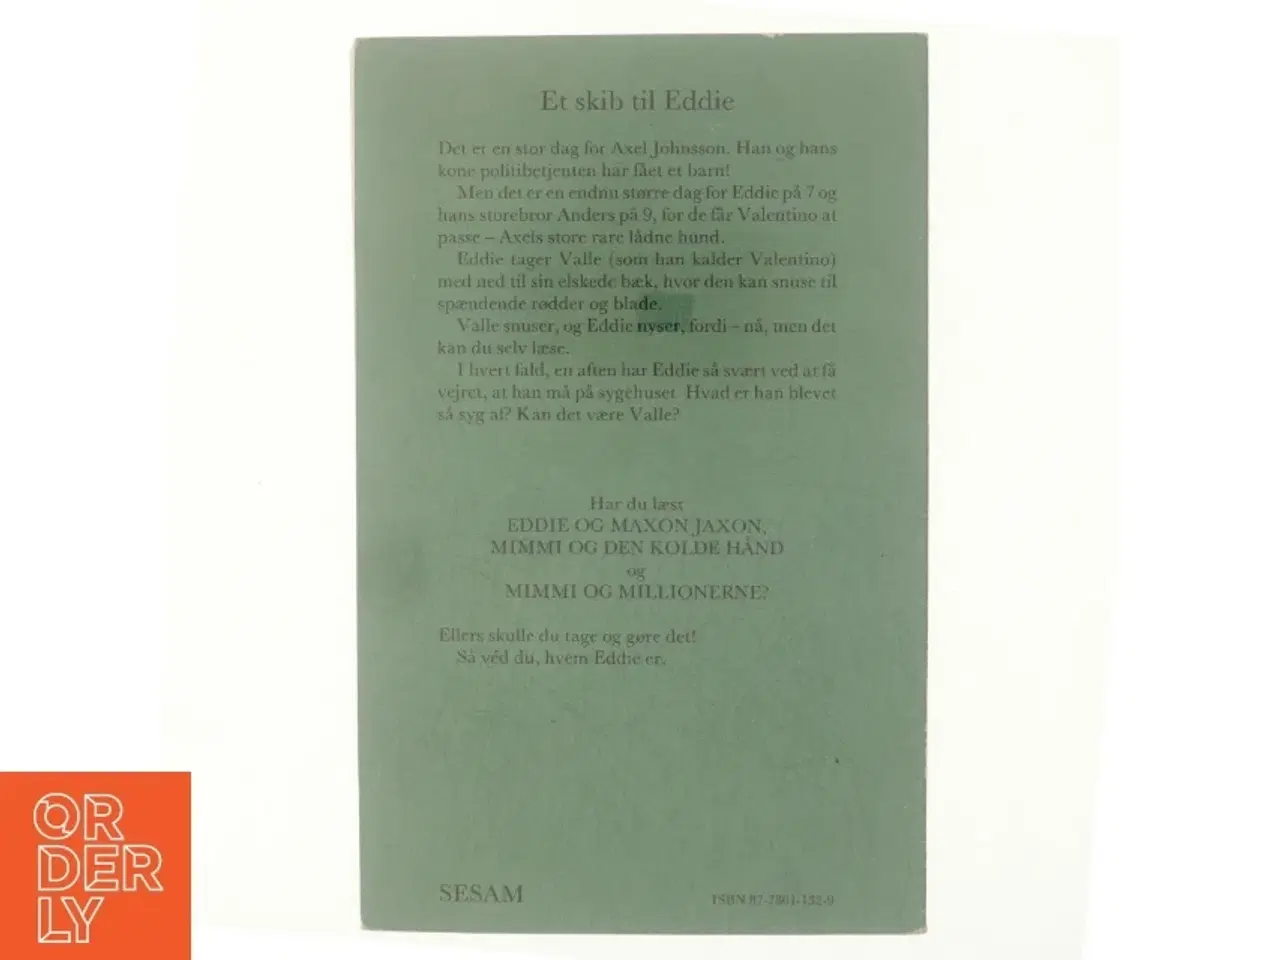 Et skib til Eddie
Det er en stor dag for Axel Johnsson. Han og hans
kone politibetjenten har fået et barn!
Men det er en endnu større dag for Eddie på 7 og
hans storebror Anders på 9, for de får Valentino at
passe – Axels store rare lådne hund.
Eddie tager Valle (som han kalder Valentino)
med ned til sin elskede bæk, hvor den kan snuse til
spændende rødder og blade.
Valle snuser, og Eddie nyser, fordi – nå, men det
kan du selv læse.
I hvert fald, en aften har Eddie så svært ved at få
vejret, at han må på sygehuset. Hvad er han blevet
så syg af? Kan det være Valle?
Har du læst
EDDIE OG MAXON JAXON,
MIMMI OG DEN KOLDE HÅND
og
MIMMI OG MILLIONERNE?
Ellers skulle du tage og gøre det!
Så véd du, hvem Eddie er.
SESAM
ISBN 87-7801-132-9
ORDERLY